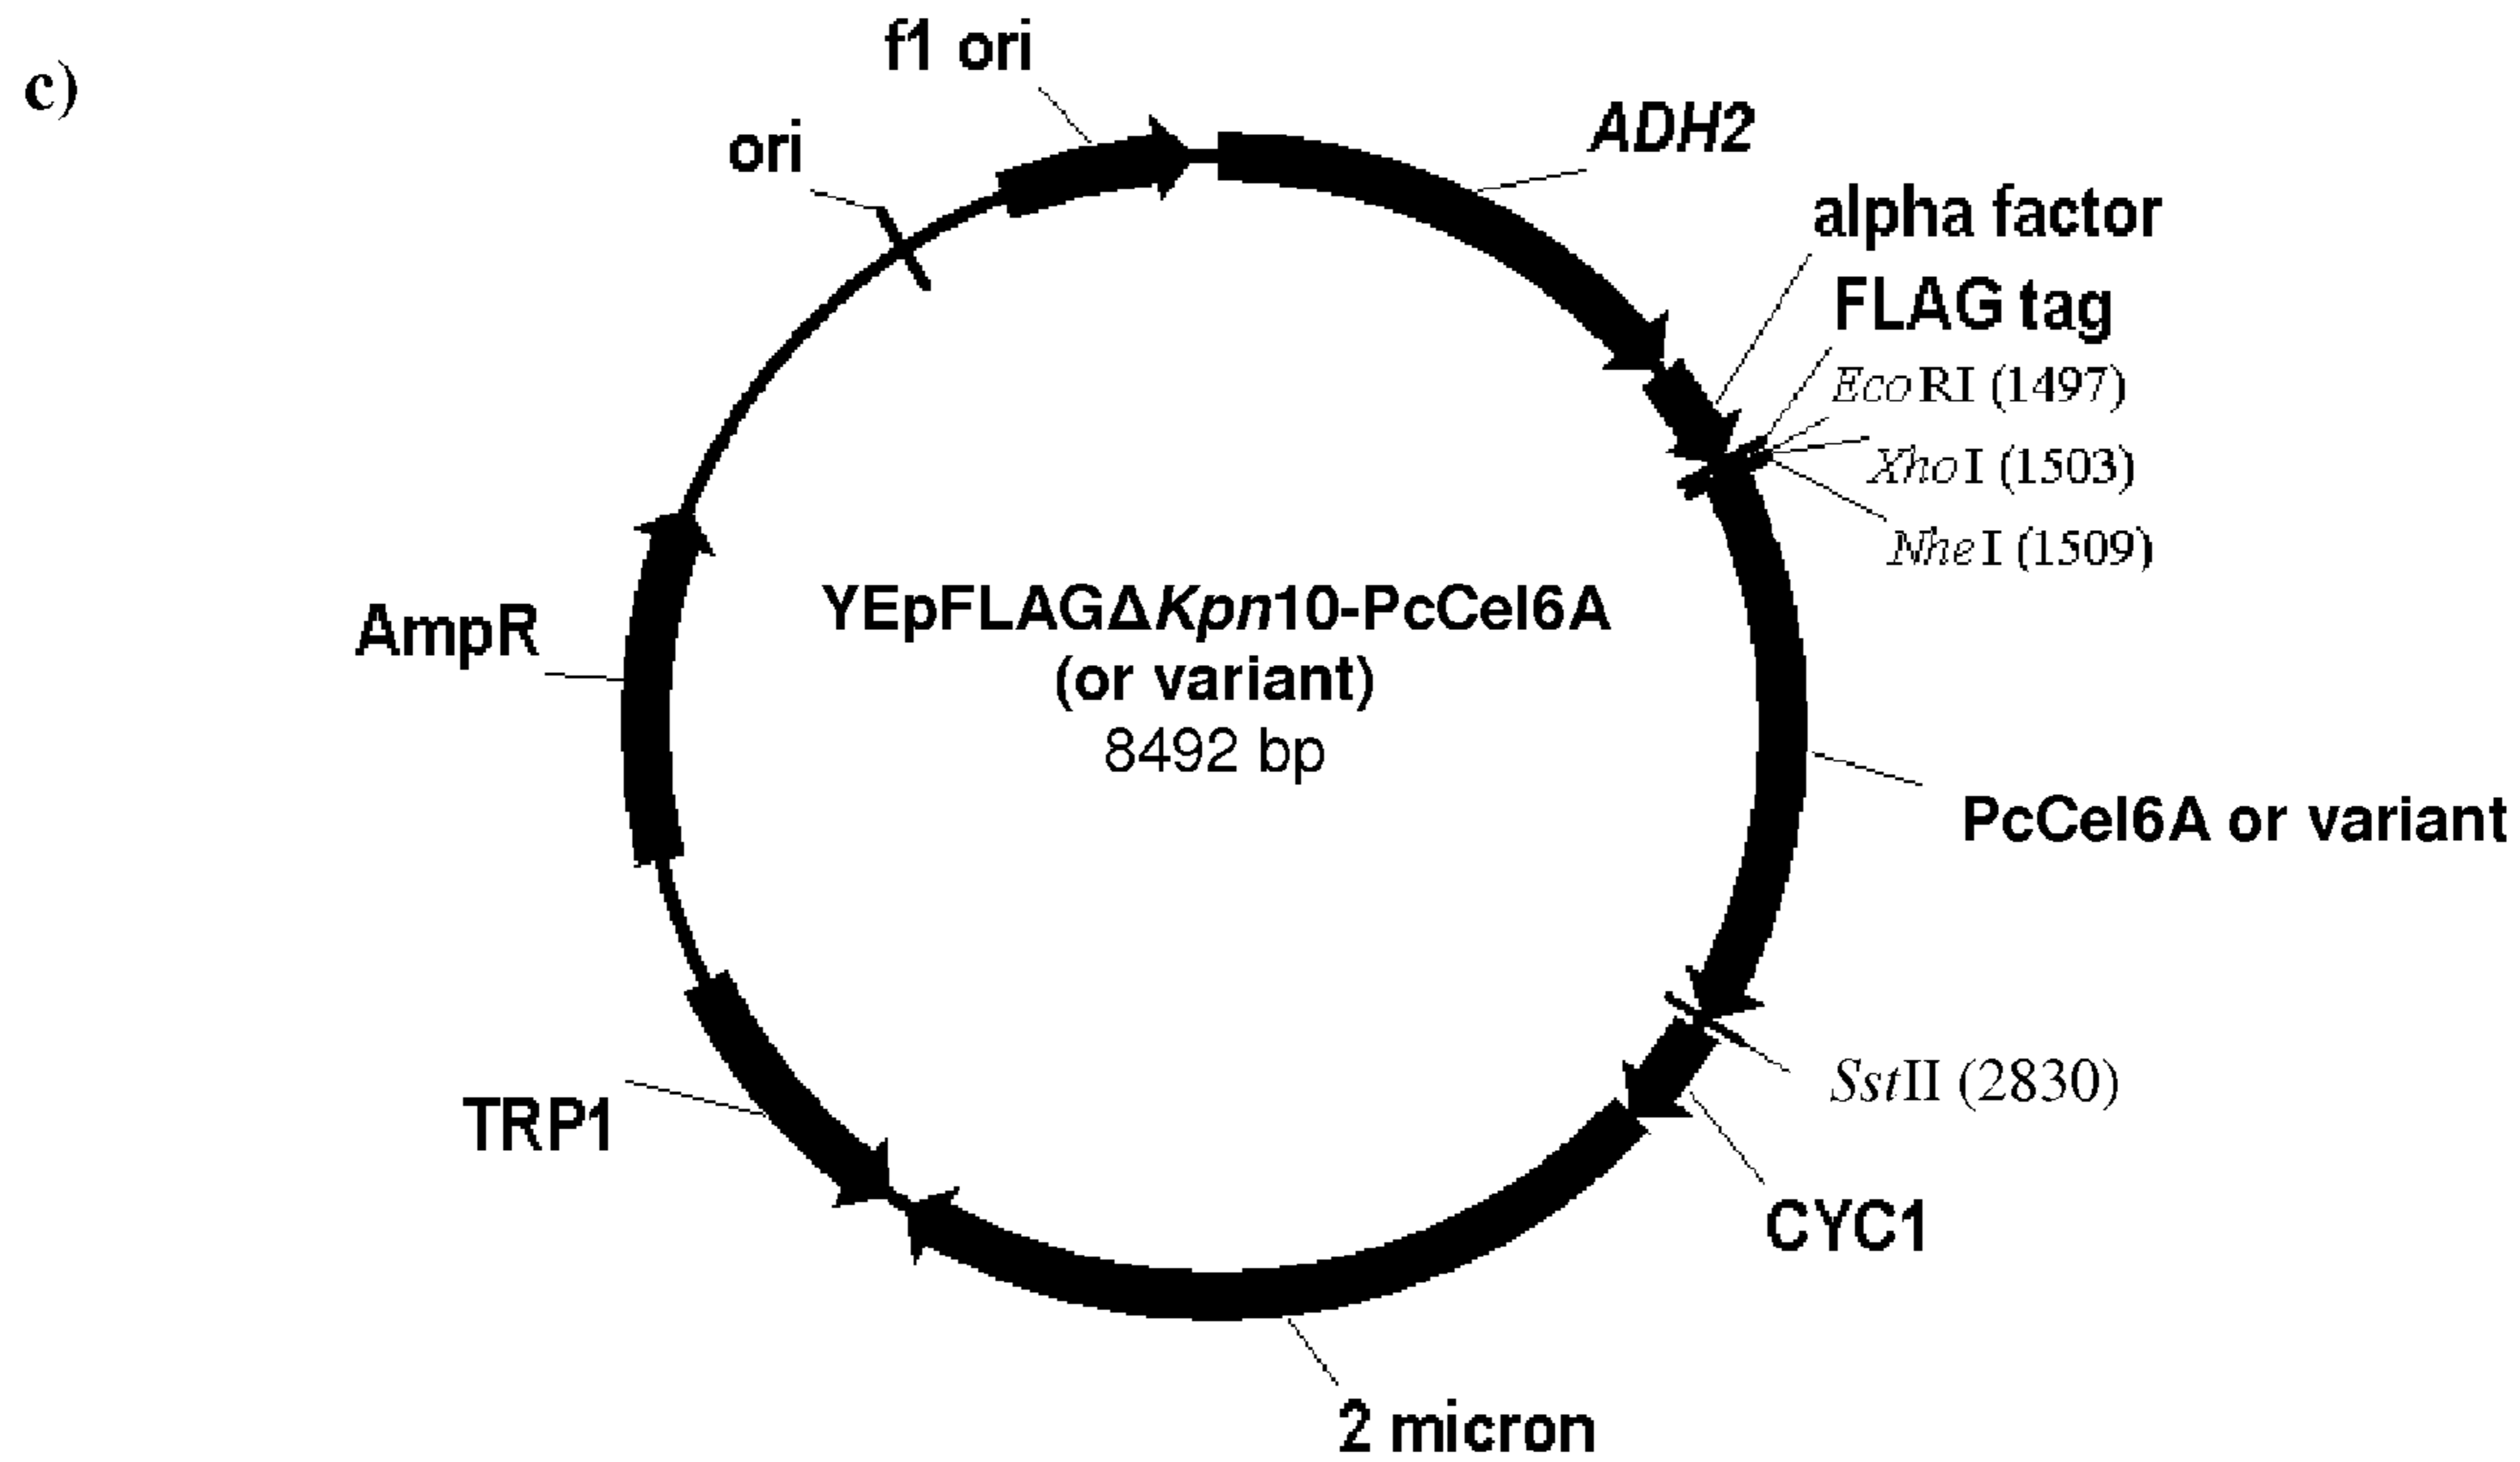 c)
f1 ori
ori
ADH2
alpha factor
FLAG tag
EcoRI (1497)
XhoI (1503)
NheI (1509)
AmpR
YEpFLAGΔKpn10-PcCel6A
(or variant)
8492 bp
PcCel6A or variant
SstII (2830)
TRP1
CYC1
2 micron